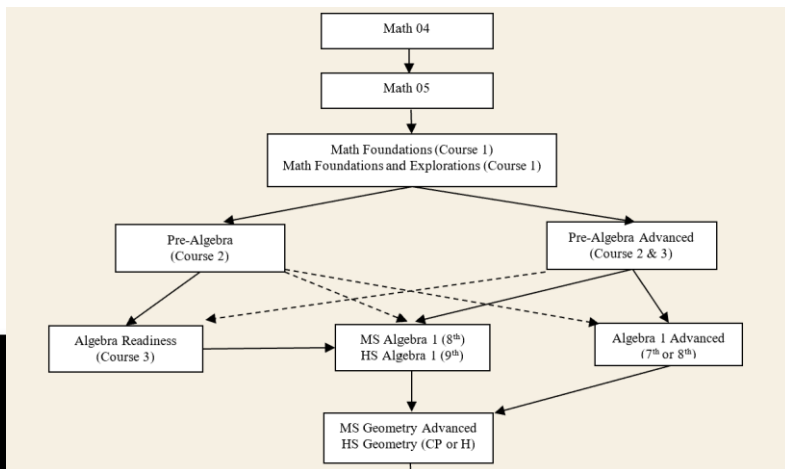 Math 04
Math 05
Math Foundations (Course 1)
Math Foundations and Explorations (Course 1)
Pre-Algebra
(Course 2)
Pre-Algebra Advanced
(Course 2 & 3)
Algebra Readiness
(Course 3)
MS Algebra 1 (8th)
HS Algebra 1 (9th)
Algebra 1 Advanced
(7th or 8th)
MS Geometry Advanced
HS Geometry (CP or H)